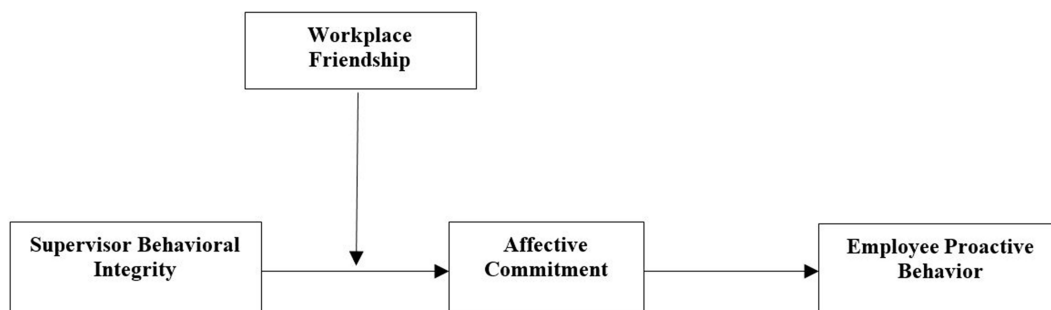 Workplace
Friendship
Supervisor Behavioral
Integrity
Affective
Commitment
Employee Proactive
Behavior